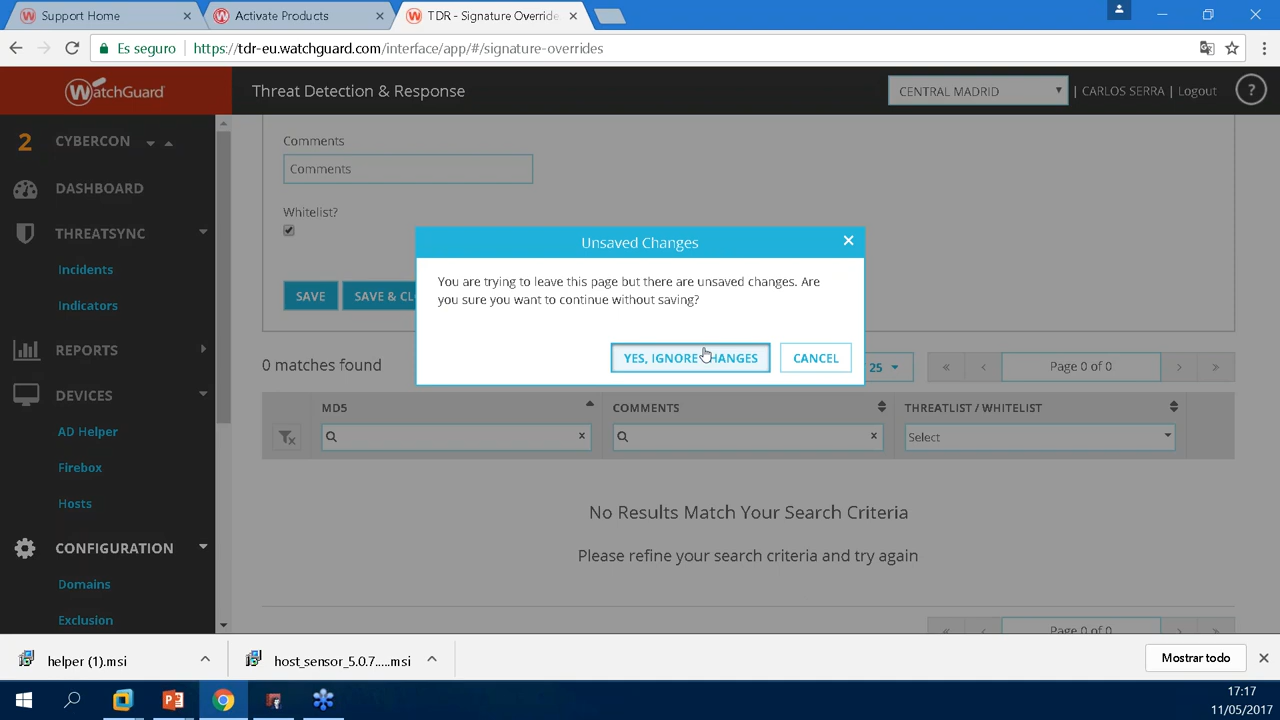 Support Home
Activate Products
TDR - Signature Override
Es seguro
https://tdr-eu.watchguard.com/interface/app/#/signature-overrides
WatchGuard
Threat Detection & Response
CENTRAL MADRID
| CARLOS SERRA | Logout
?
2 CYBERCON
DASHBOARD
THREATSYNC
Incidents
Indicators
REPORTS
DEVICES
AD Helper
Firebox
Hosts
CONFIGURATION
Domains
Exclusion
Comments
Comments
Whitelist?
SAVE
SAVE & CL
Unsaved Changes
You are trying to leave this page but there are unsaved changes. Are
you sure you want to continue without saving?
YES, IGNORE CHANGES
CANCEL
0 matches found
25
« ‹ Page 0 of 0 › »
MD5
COMMENTS
THREATLIST / WHITELIST
x
x
Select
No Results Match Your Search Criteria
Please refine your search criteria and try again
« ‹ Page 0 of 0 › »
helper (1).msi
host_sensor_5.0.7.....msi
Mostrar todo
17:17
11/05/2017